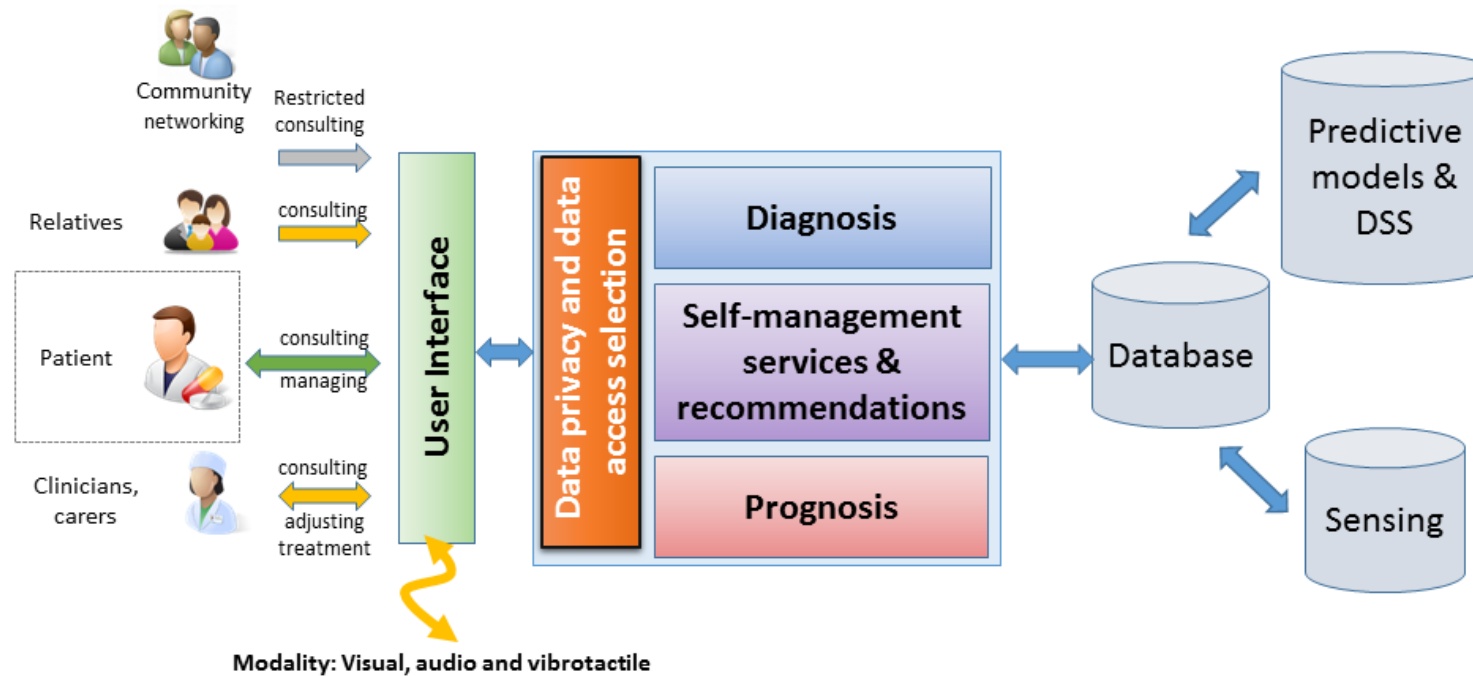 Community
networking
Restricted
consulting
Relatives
consulting
Patient
consulting
managing
Clinicians,
carers
consulting
adjusting
treatment
User Interface
Modality: Visual, audio and vibrotactile
Data privacy and data
access selection
Diagnosis
Self-management
services &
recommendations
Prognosis
Database
Predictive
models &
DSS
Sensing